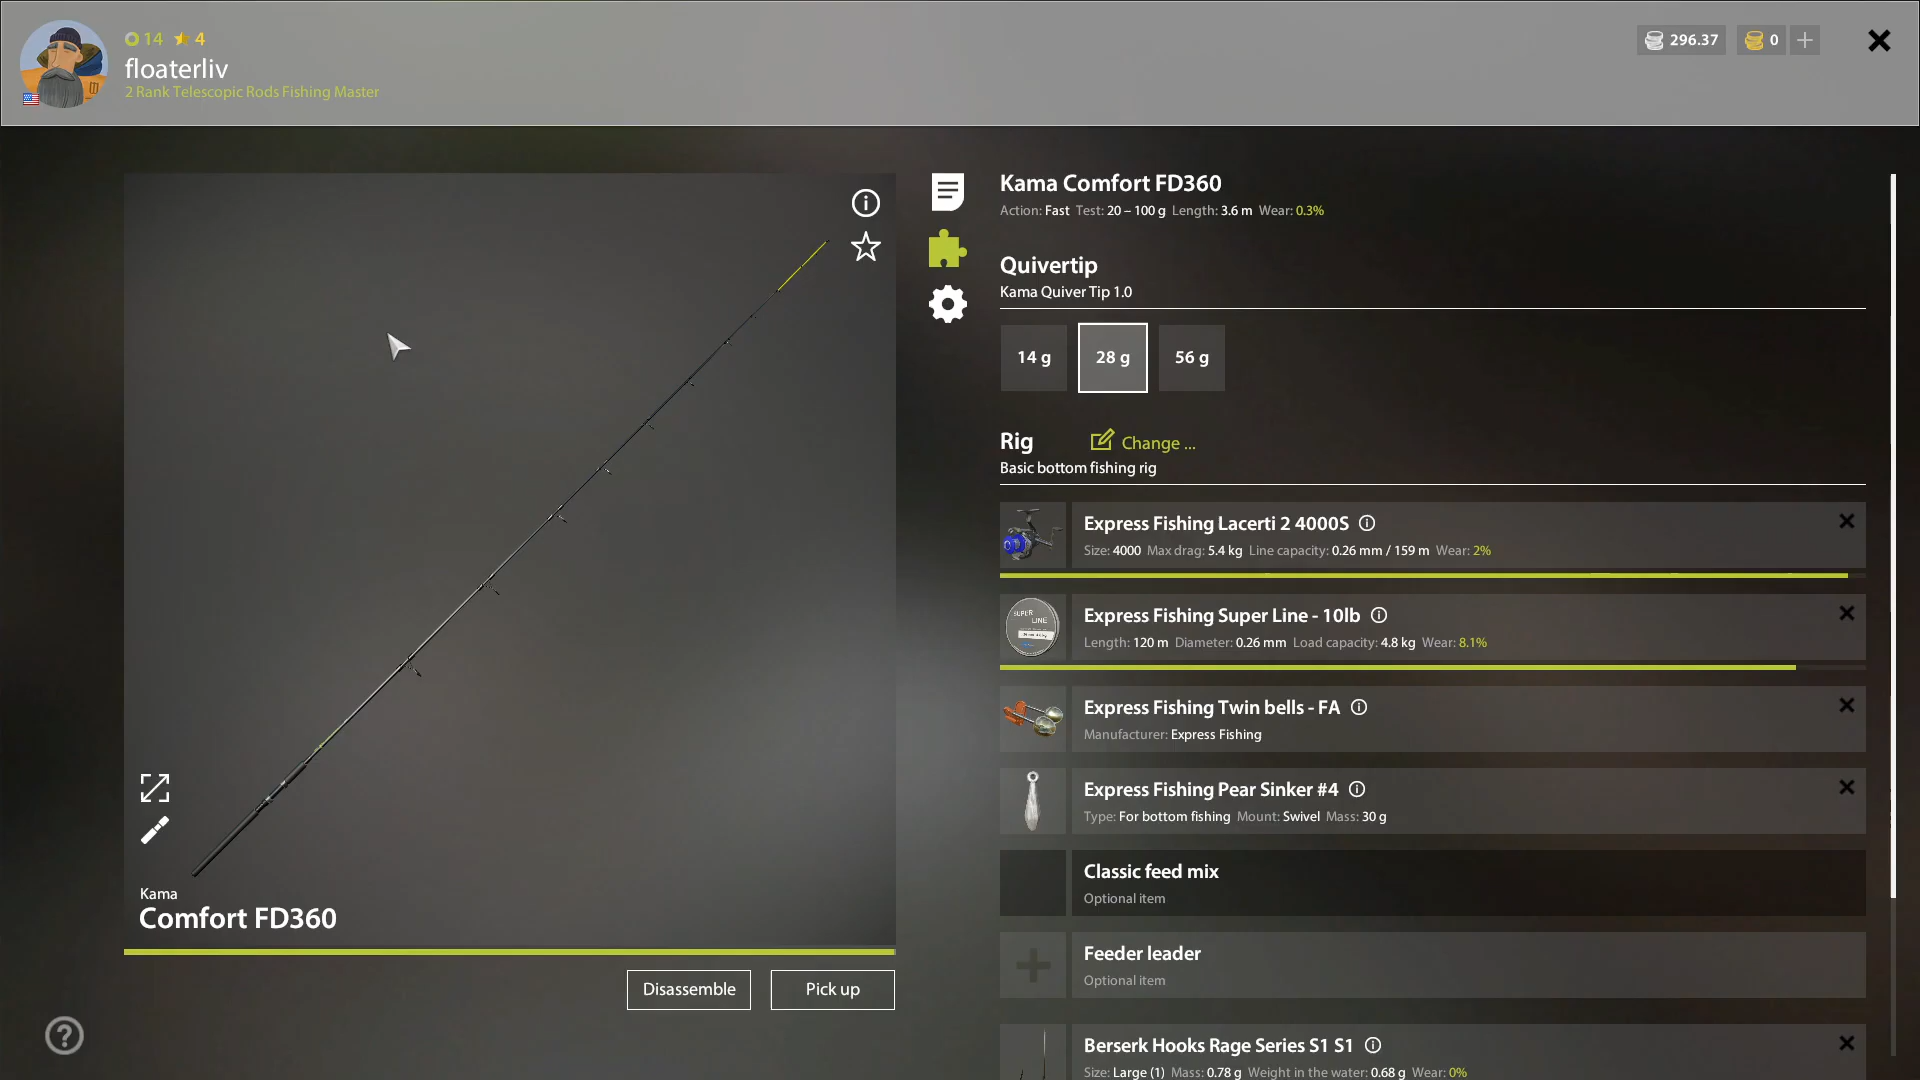 14 4
296.37 0
floaterliv
2 Rank Telescopic Rods Fishing Master
Kama Comfort FD360
Action: Fast Test: 20 – 100 g Length: 3.6 m Wear: 0.3%
Quivertip
Kama Quiver Tip 1.0
14 g 28 g 56 g
Rig Change ...
Basic bottom fishing rig
Express Fishing Lacerti 2 4000S
Size: 4000 Max drag: 5.4 kg Line capacity: 0.26 mm / 159 m Wear: 2%
SUPER
LINE
Express Fishing Super Line - 10lb
Length: 120 m Diameter: 0.26 mm Load capacity: 4.8 kg Wear: 8.1%
Express Fishing Twin bells - FA
Manufacturer: Express Fishing
Express Fishing Pear Sinker #4
Type: For bottom fishing Mount: Swivel Mass: 30 g
Classic feed mix
Optional item
Feeder leader
Optional item
Berserk Hooks Rage Series S1 S1
Size: Large (1) Mass: 0.78 g Weight in the water: 0.68 g Wear: 0%
Kama
Comfort FD360
Disassemble Pick up